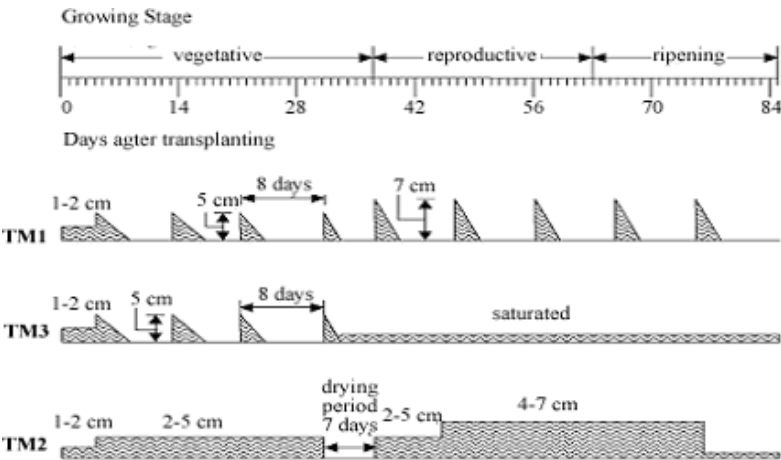 Growing Stage
vegetative reproductive ripening
0 14 28 42 56 70 84
Days agter transplanting
1-2 cm 5 cm 8 days 7 cm
TM1
1-2 cm 5 cm 8 days saturated
TM3
drying
period
7 days
1-2 cm 2-5 cm 2-5 cm 4-7 cm
TM2